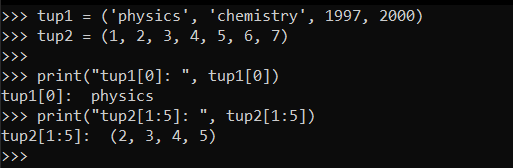 >>> tup1 = ('physics', 'chemistry', 1997, 2000)
>>> tup2 = (1, 2, 3, 4, 5, 6, 7)
>>>
>>> print("tup1[0]: ", tup1[0])
tup1[0]:  physics
>>> print("tup2[1:5]: ", tup2[1:5])
tup2[1:5]:  (2, 3, 4, 5)
>>>